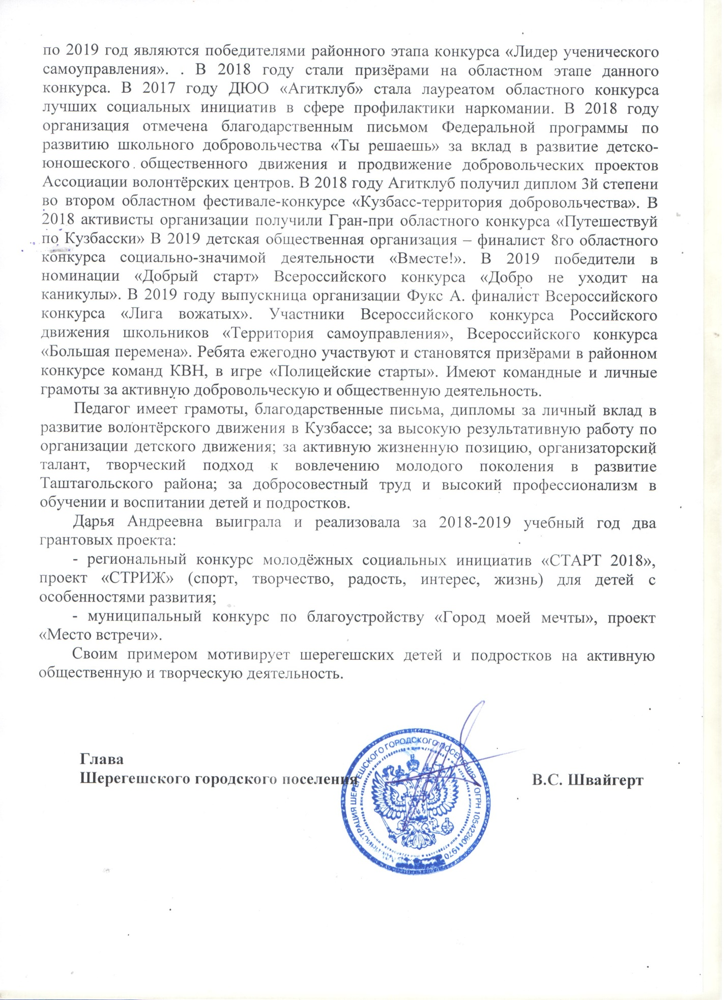 по 2019 год являются победителями районного этапа конкурса «Лидер ученического
самоуправления». . В 2018 году стали призёрами на областном этапе данного
конкурса. В 2017 году ДЮО «Агитклуб» стала лауреатом областного конкурса
лучших социальных инициатив в сфере профилактики наркомании. В 2018 году
организация отмечена благодарственным письмом Федеральной программы по
развитию школьного добровольчества «Ты решаешь» за вклад в развитие детско-
юношеского общественного движения и продвижение добровольческих проектов
Ассоциации волонтёрских центров. В 2018 году Агитклуб получил диплом 3й степени
во втором областном фестивале-конкурсе «Кузбасс-территория добровольчества». В
2018 активисты организации получили Гран-при областного конкурса «Путешествуй
по Кузбасски» В 2019 детская общественная организация – финалист 8го областного
конкурса социально-значимой деятельности «Вместе!». В 2019 победители в
номинации «Добрый старт» Всероссийского конкурса «Добро не уходит на
каникулы». В 2019 году выпускница организации Фукс А. финалист Всероссийского
конкурса «Лига вожатых». Участники Всероссийского конкурса Российского
движения школьников «Территория самоуправления», Всероссийского конкурса
«Большая перемена». Ребята ежегодно участвуют и становятся призёрами в районном
конкурсе команд КВН, в игре «Полицейские старты». Имеют командные и личные
грамоты за активную добровольческую и общественную деятельность.
Педагог имеет грамоты, благодарственные письма, дипломы за личный вклад в
развитие волонтёрского движения в Кузбассе; за высокую результативную работу по
организации детского движения; за активную жизненную позицию, организаторский
талант, творческий подход к вовлечению молодого поколения в развитие
Таштагольского района; за добросовестный труд и высокий профессионализм в
обучении и воспитании детей и подростков.
Дарья Андреевна выиграла и реализовала за 2018-2019 учебный год два
грантовых проекта:
- региональный конкурс молодёжных социальных инициатив «СТАРТ 2018»,
проект «СТРИЖ» (спорт, творчество, радость, интерес, жизнь) для детей с
особенностями развития;
- муниципальный конкурс по благоустройству «Город моей мечты», проект
«Место встречи».
Своим примером мотивирует шерегешских детей и подростков на активную
общественную и творческую деятельность.
Глава
Шерегешского городского поселения
В.С. Швайгерт
ШЕРЕГЕШСКОГО ГОРОДСКОГО ПОСЕЛЕНИЯ
ОГРН 1054228011970